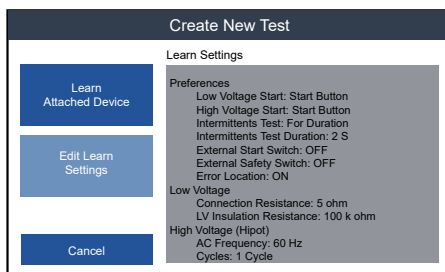 Create New Test
Learn
Attached Device
Edit Learn
Settings
Cancel
Learn Settings
Preferences
Low Voltage Start: Start Button
High Voltage Start: Start Button
Intermittents Test: For Duration
Intermittents Test Duration: 2 S
External Start Switch: OFF
External Safety Switch: OFF
Error Location: ON
Low Voltage
Connection Resistance: 5 ohm
LV Insulation Resistance: 100 k ohm
High Voltage (Hipot)
AC Frequency: 60 Hz
Cycles: 1 Cycle